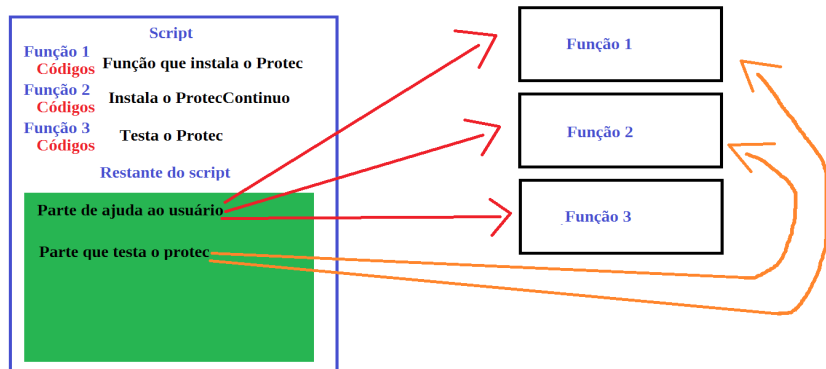 Script
Função 1
Códigos
Função que instala o Protec
Função 2
Códigos
Instala o ProtecContinuo
Função 3
Códigos
Testa o Protec
Restante do script
Parte de ajuda ao usuário
Parte que testa o protec
Função 1
Função 2
Função 3